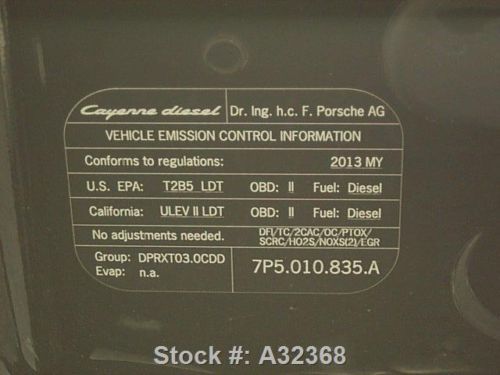 Cayenne diesel Dr. Ing. h.c. F. Porsche AG
VEHICLE EMISSION CONTROL INFORMATION
Conforms to regulations: 2013 MY
U.S. EPA: T2B5 LDT OBD: II Fuel: Diesel
California: ULEV II LDT OBD: II Fuel: Diesel
No adjustments needed. DFI/TC/2CAC/OC/PTOX/
SCRC/HO2S/NOXS(2)/EGR
Group: DPRXT03.0CDD
Evap: n.a. 7P5.010.835.A
Stock #: A32368